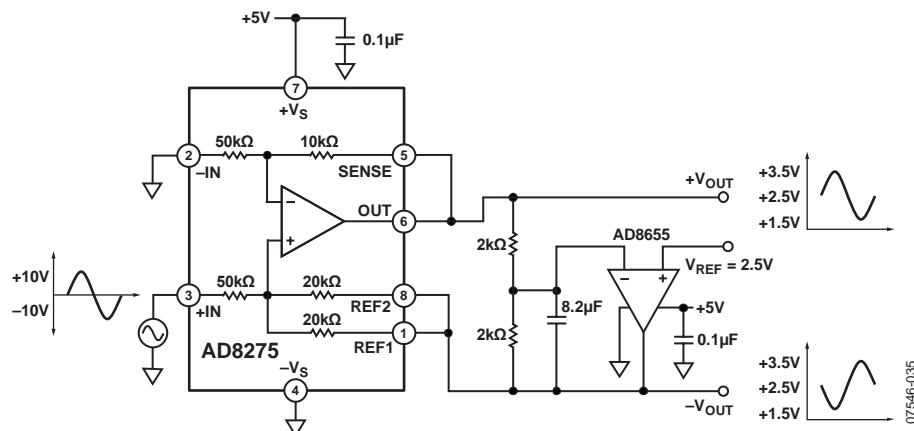 +5V
0.1µF
7
+VS
50kΩ
10kΩ
2
5
–IN
SENSE
+3.5V
+VOUT
+2.5V
OUT
–
6
+1.5V
2kΩ
AD8655
+
VREF = 2.5V
+10V
50kΩ
20kΩ
–
+
–10V
3
8
+5V
+IN
REF2
8.2µF
20kΩ
2kΩ
1
0.1µF
REF1
AD8275
+3.5V
–VS
+2.5V
4
–VOUT
+1.5V
07546-035